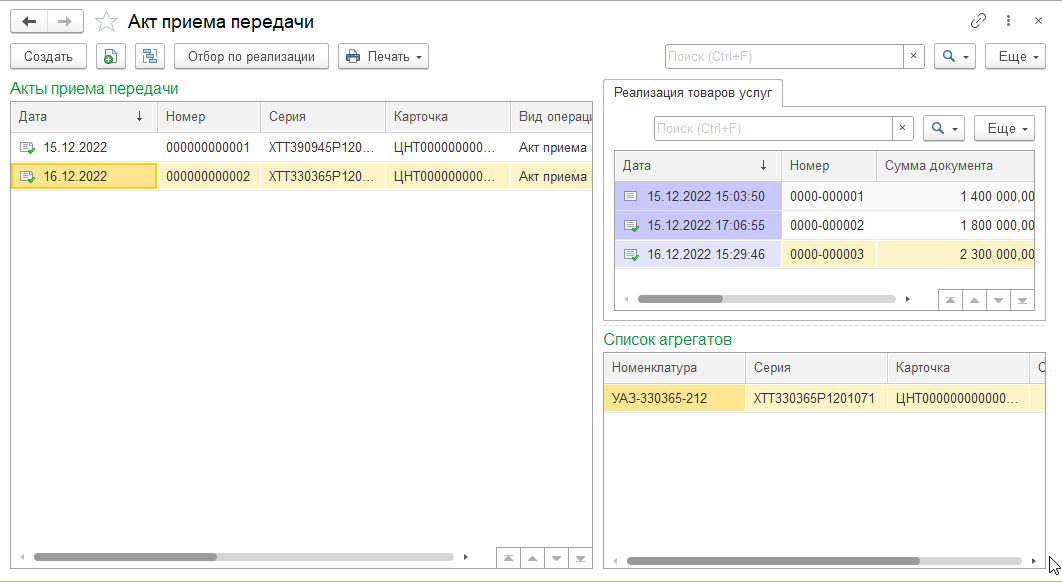 Акт приема передачи
Создать Отбор по реализации Печать Поиск (Ctrl+F) × Еще
Акты приема передачи
Дата ↓ Номер Серия Карточка Вид операци
15.12.2022 000000000001 ХТТ390945Р120... ЦНТ000000000... Акт приема
16.12.2022 000000000002 ХТТ330365Р120... ЦНТ000000000... Акт приема
Реализация товаров услуг
Поиск (Ctrl+F) × Еще
Дата ↓ Номер Сумма документа
15.12.2022 15:03:50 0000-000001 1 400 000,00
15.12.2022 17:06:55 0000-000002 1 800 000,00
16.12.2022 15:29:46 0000-000003 2 300 000,00
Список агрегатов
Номенклатура Серия Карточка С
УАЗ-330365-212 ХТТ330365Р1201071 ЦНТ000000000000...